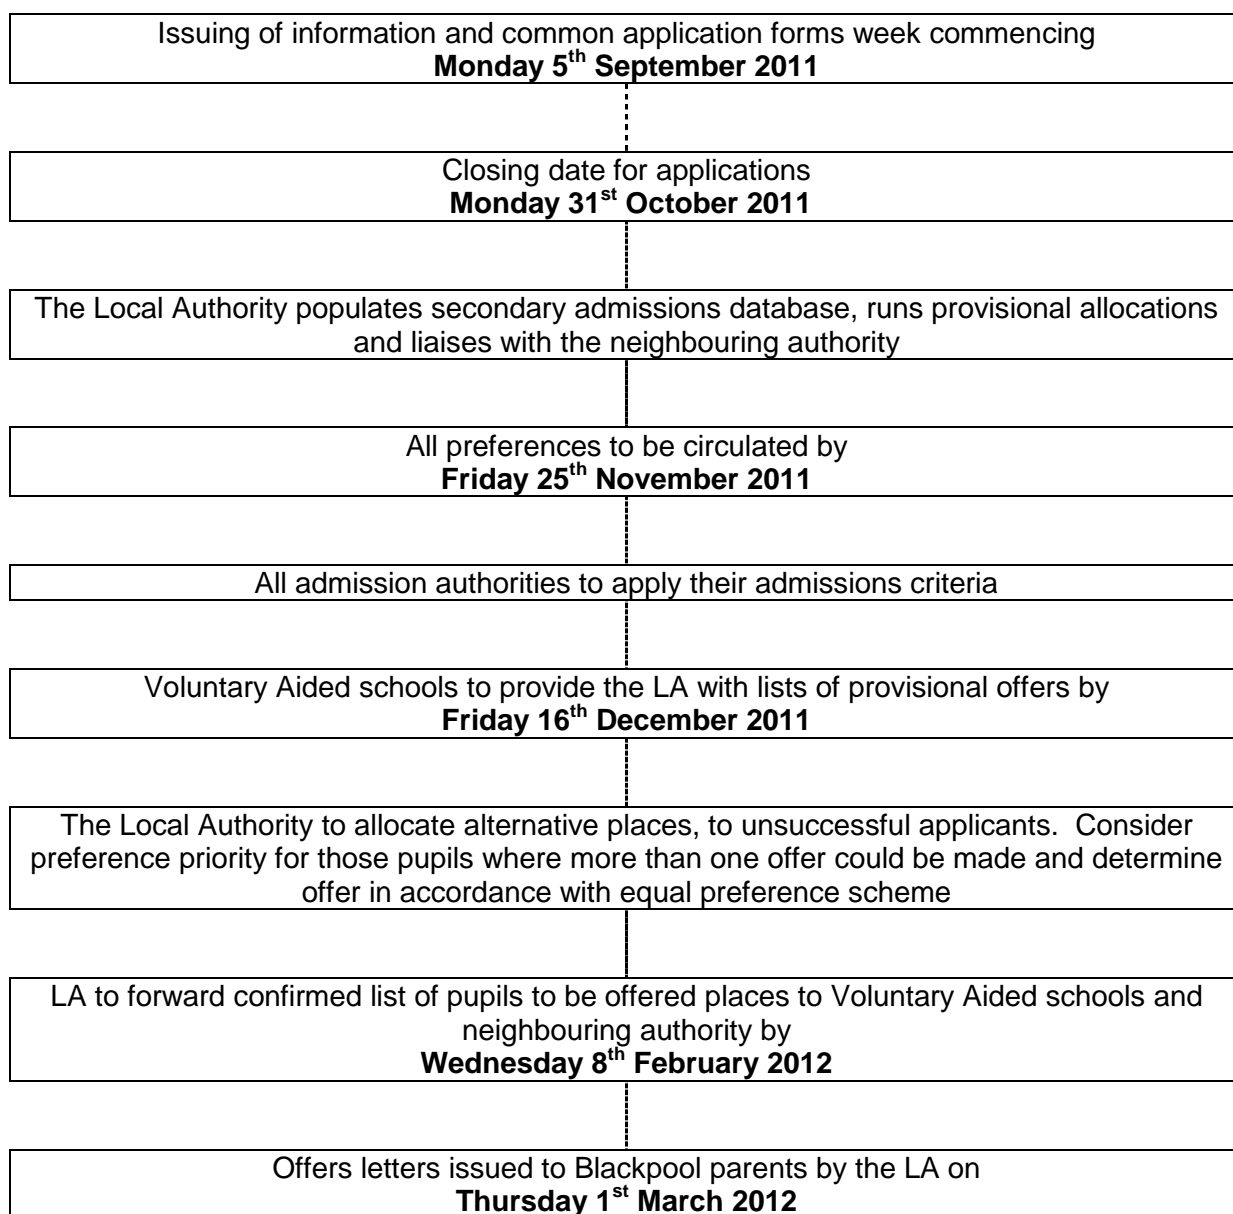 Issuing of information and common application forms week commencing
Monday 5th September 2011
Closing date for applications
Monday 31st October 2011
The Local Authority populates secondary admissions database, runs provisional allocations
and liaises with the neighbouring authority
All preferences to be circulated by
Friday 25th November 2011
All admission authorities to apply their admissions criteria
Voluntary Aided schools to provide the LA with lists of provisional offers by
Friday 16th December 2011
The Local Authority to allocate alternative places, to unsuccessful applicants.  Consider
preference priority for those pupils where more than one offer could be made and determine
offer in accordance with equal preference scheme
LA to forward confirmed list of pupils to be offered places to Voluntary Aided schools and
neighbouring authority by
Wednesday 8th February 2012
Offers letters issued to Blackpool parents by the LA on
Thursday 1st March 2012